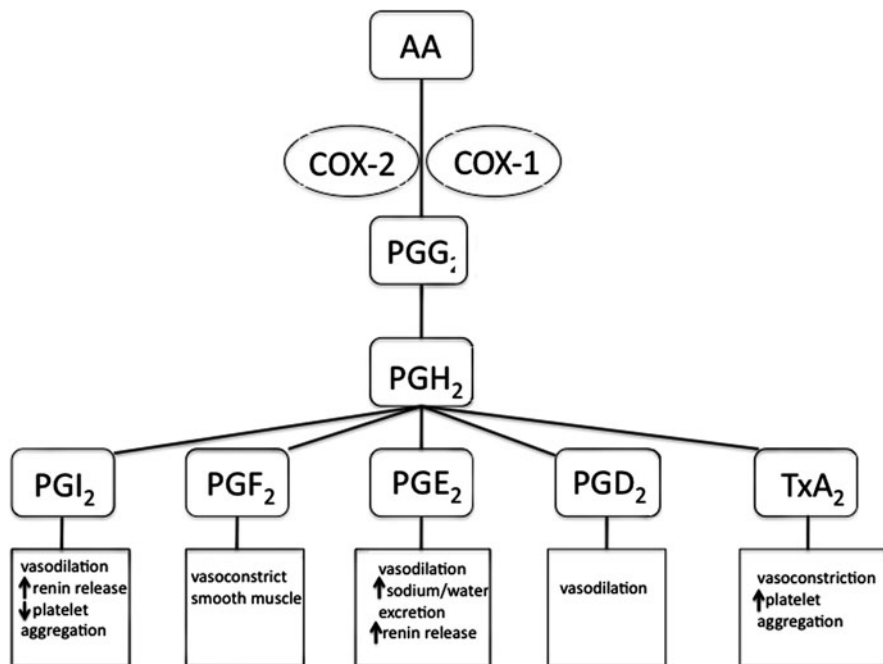 AA
COX-2
COX-1
PGG₂
PGH₂
PGI₂
PGF₂
PGE₂
PGD₂
TxA₂
vasodilation
↑renin release
↓platelet
aggregation
vasoconstrict
smooth muscle
vasodilation
↑sodium/water
excretion
↑renin release
vasodilation
vasoconstriction
↑platelet
aggregation